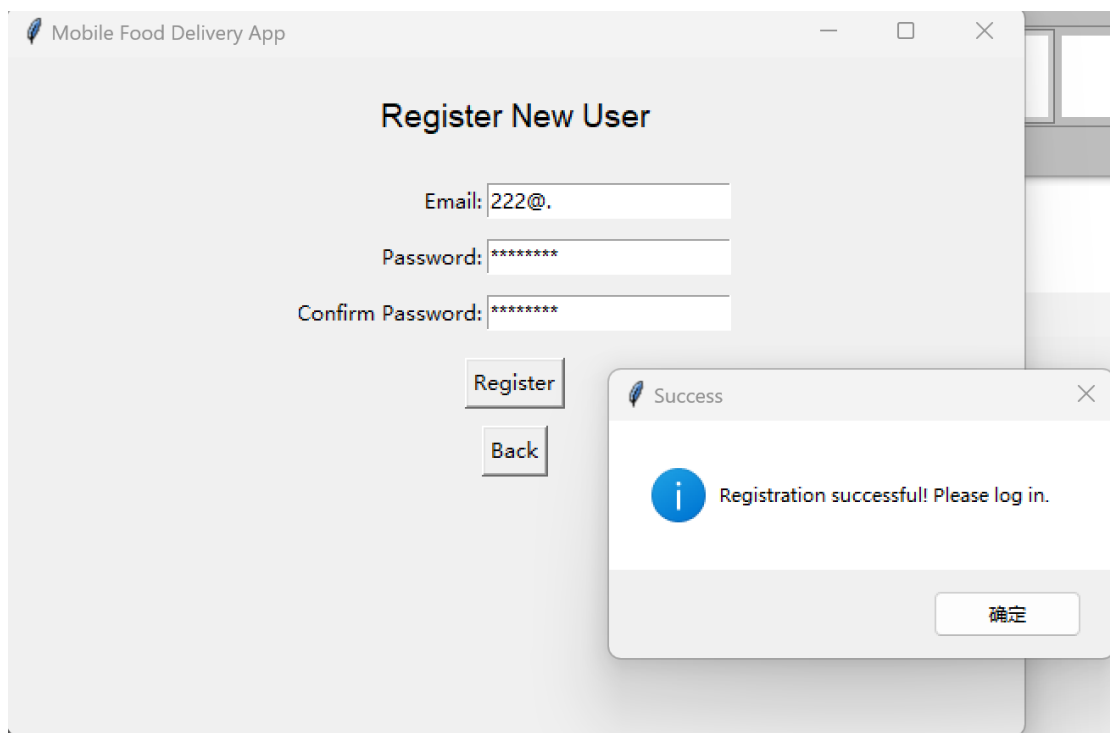 Mobile Food Delivery App
Register New User
Email: 222@.
Password: ********
Confirm Password: ********
Register
Back
Success
Registration successful! Please log in.
确定